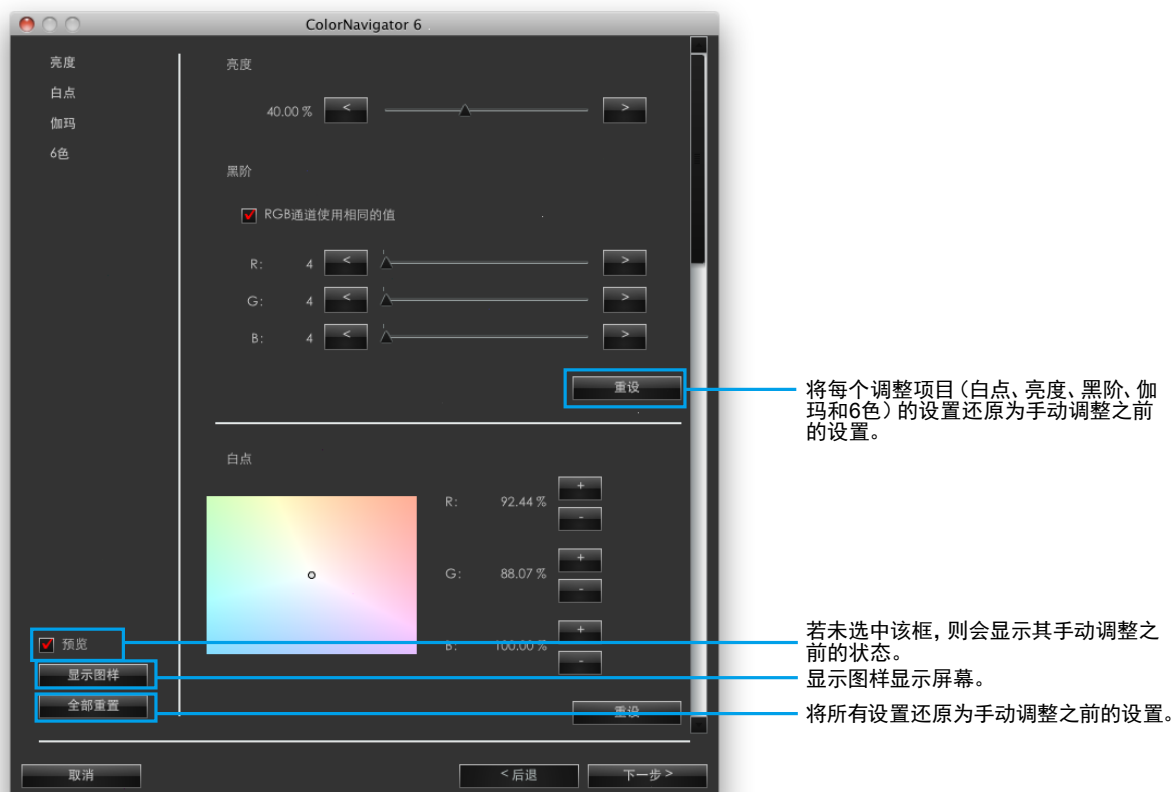 ColorNavigator 6
亮度
白点
伽玛
6色
亮度
40.00 %
<
>
黑阶
RGB通道使用相同的值
R: 4 < >
G: 4 < >
B: 4 < >
重设
白点
R: 92.44 % + -
G: 88.07 % + -
B: 100.00 % + -
重设
预览
显示图样
全部重置
取消
< 后退
下一步 >
将每个调整项目（白点、亮度、黑阶、伽
玛和6色）的设置还原为手动调整之前
的设置。
若未选中该框，则会显示其手动调整之
前的状态。
显示图样显示屏幕。
将所有设置还原为手动调整之前的设置。